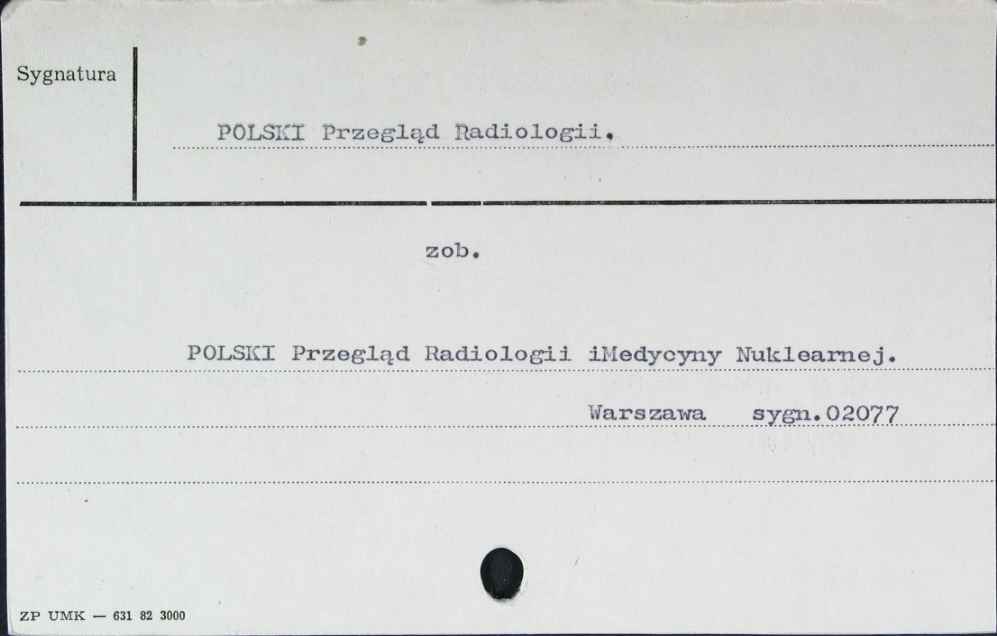 Sygnatura
POLSKI Przegląd Radiologii.
zob.
POLSKI Przegląd Radiologii iMedycyny Nuklearnej.
Warszawa sygn.02077
ZP UMK — 631 82 3000